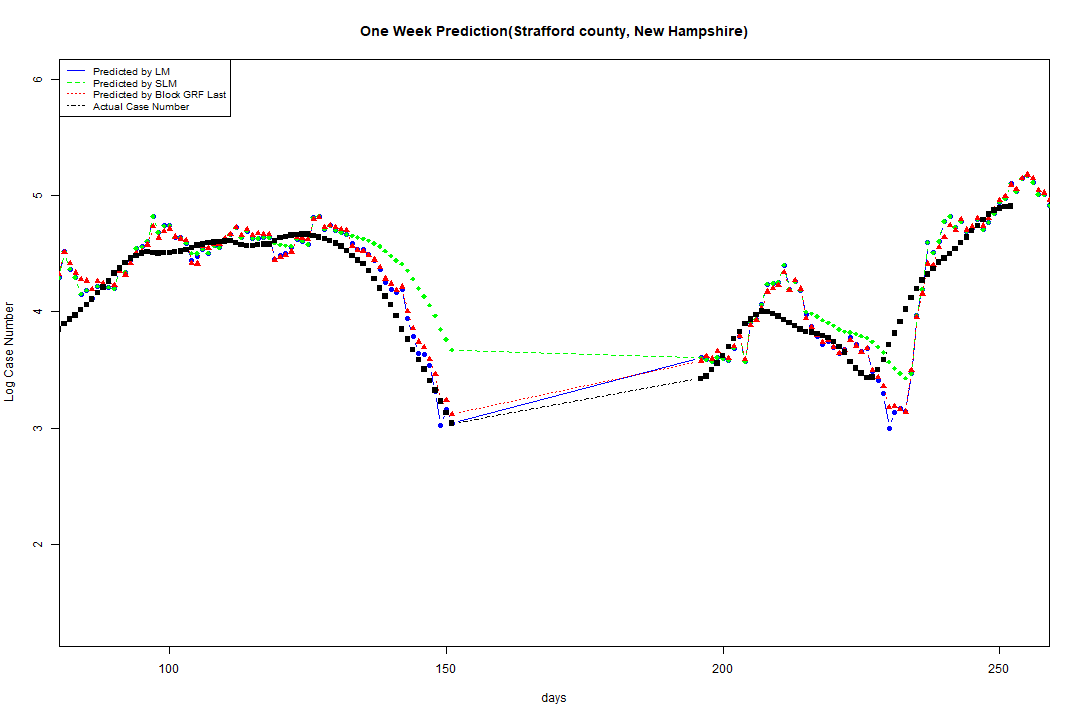 One Week Prediction(Strafford county, New Hampshire)
Predicted by LM
Predicted by SLM
Predicted by Block GRF Last
Actual Case Number
6
5
4
3
2
Log Case Number
100 150 200 250
days